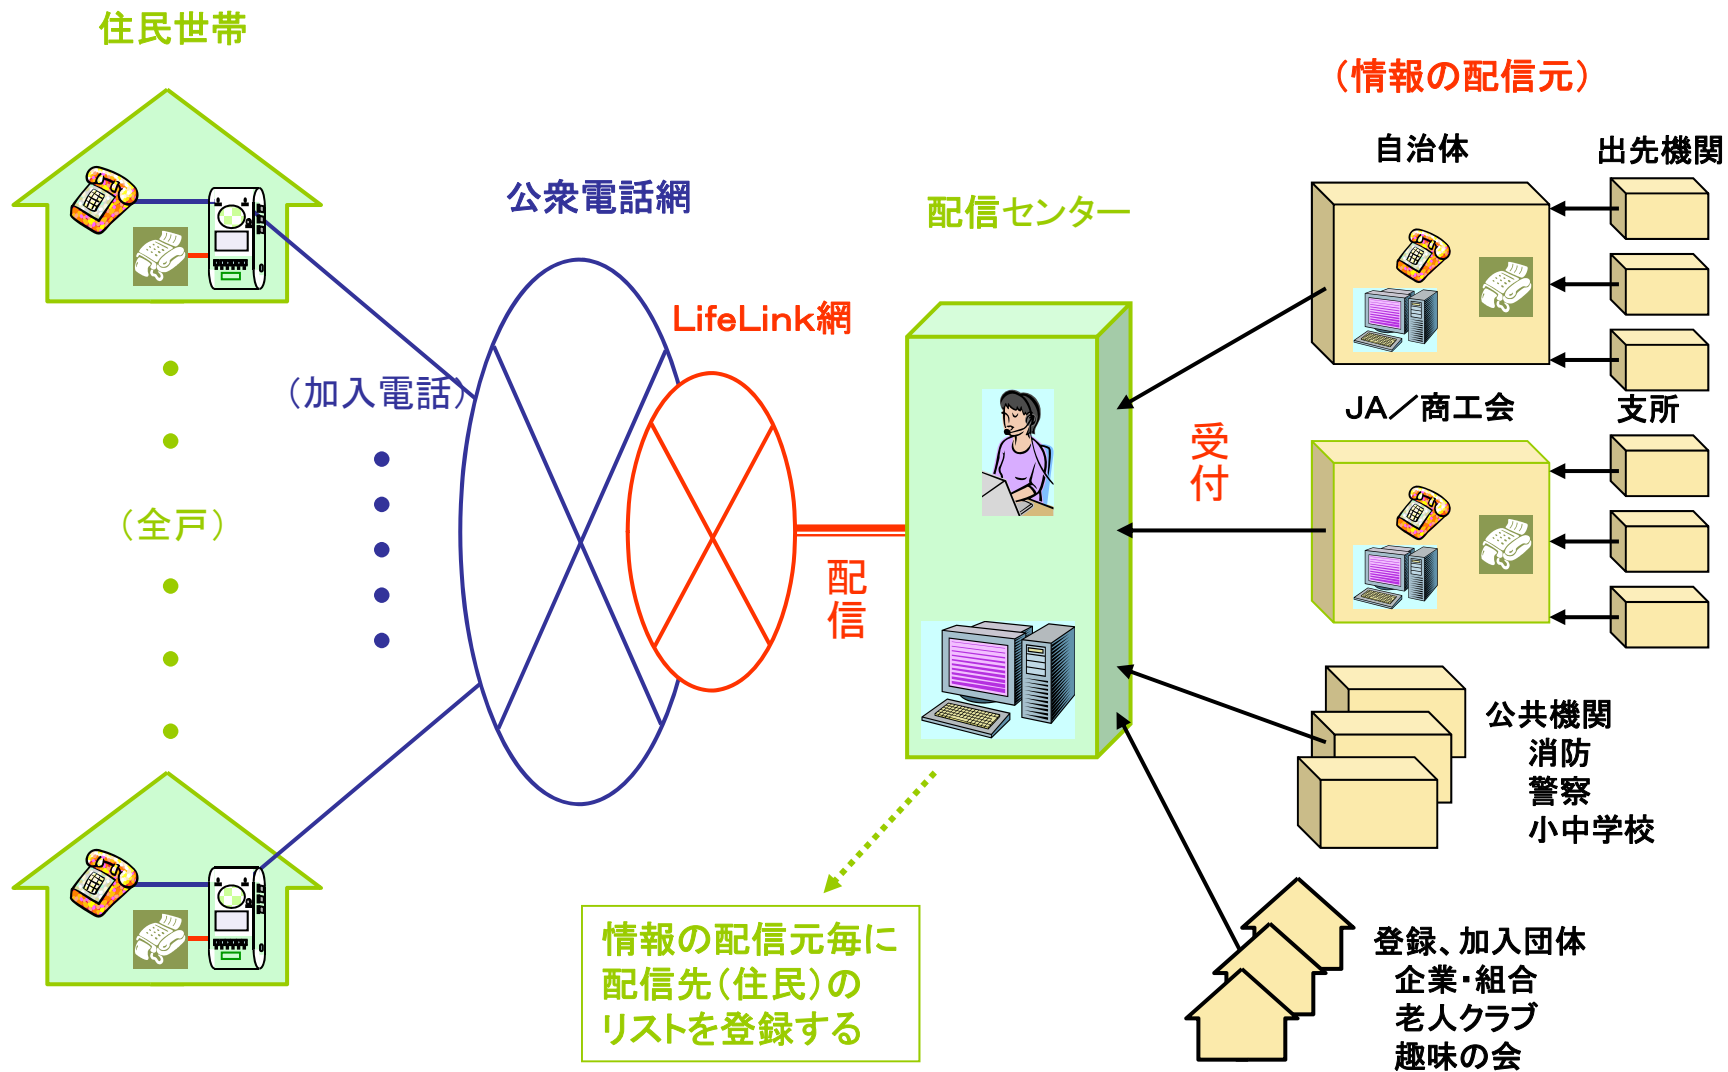 住民世帯
（情報の配信元）
自治体
出先機関
公衆電話網
配信センター
LifeLink網
（加入電話）
JA／商工会
支所
受付
（全戸）
配信
公共機関
消防
警察
小中学校
情報の配信元毎に
配信先（住民）の
リストを登録する
登録、加入団体
企業・組合
老人クラブ
趣味の会